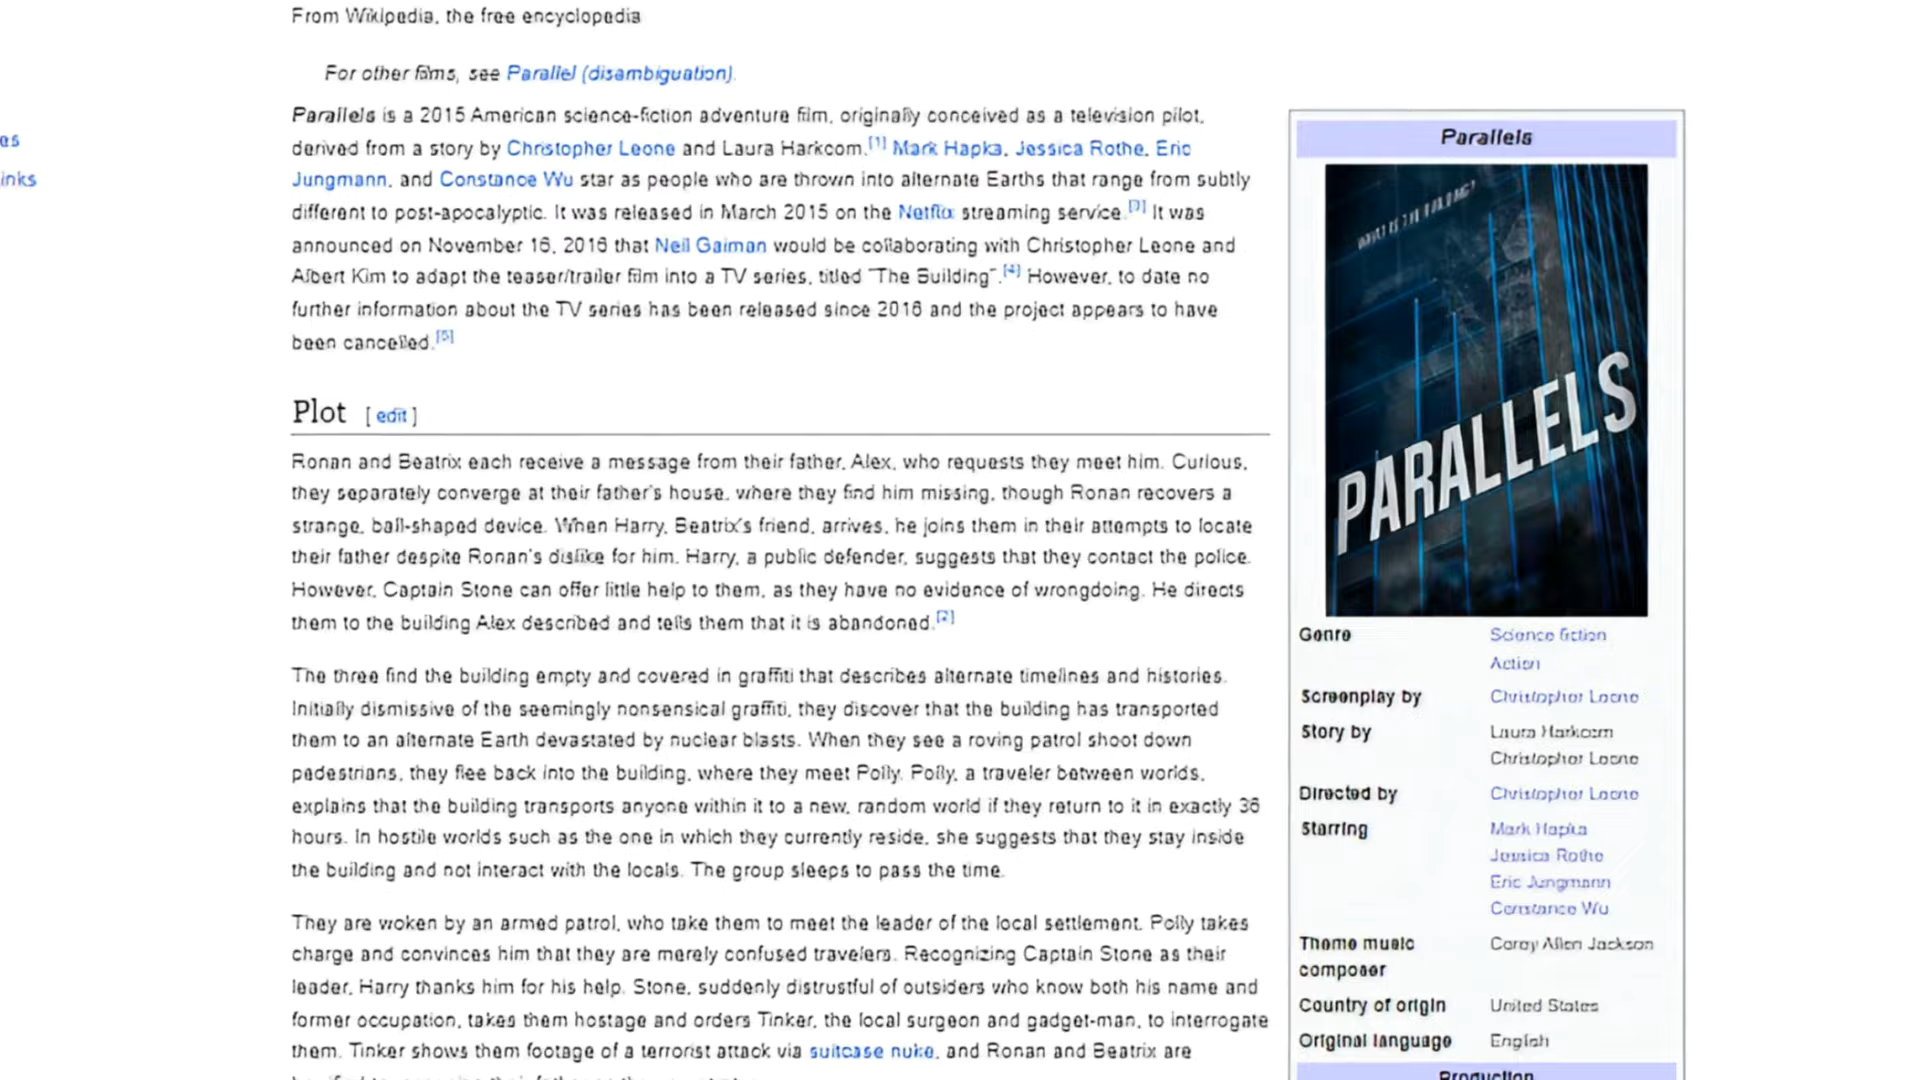 From Wikipedia, the free encyclopedia
For other films, see Parallel (disambiguation).
Parallels is a 2015 American science-fiction adventure film, originally conceived as a television pilot,
derived from a story by Christopher Leone and Laura Harkcom.[1] Mark Hapka, Jessica Rothe, Eric
Jungmann, and Constance Wu star as people who are thrown into alternate Earths that range from subtly
different to post-apocalyptic. It was released in March 2015 on the Netflix streaming service.[3] It was
announced on November 16, 2016 that Neil Gaiman would be collaborating with Christopher Leone and
Albert Kim to adapt the teaser/trailer film into a TV series, titled "The Building".[4] However, to date no
further information about the TV series has been released since 2016 and the project appears to have
been cancelled.[5]
Plot [ edit ]
Ronan and Beatrix each receive a message from their father, Alex, who requests they meet him. Curious,
they separately converge at their father's house, where they find him missing, though Ronan recovers a
strange, ball-shaped device. When Harry, Beatrix's friend, arrives, he joins them in their attempts to locate
their father despite Ronan's dislike for him. Harry, a public defender, suggests that they contact the police.
However, Captain Stone can offer little help to them, as they have no evidence of wrongdoing. He directs
them to the building Alex described and tells them that it is abandoned.[2]
The three find the building empty and covered in graffiti that describes alternate timelines and histories.
Initially dismissive of the seemingly nonsensical graffiti, they discover that the building has transported
them to an alternate Earth devastated by nuclear blasts. When they see a roving patrol shoot down
pedestrians, they flee back into the building, where they meet Polly. Polly, a traveler between worlds,
explains that the building transports anyone within it to a new, random world if they return to it in exactly 36
hours. In hostile worlds such as the one in which they currently reside, she suggests that they stay inside
the building and not interact with the locals. The group sleeps to pass the time.
They are woken by an armed patrol, who take them to meet the leader of the local settlement. Polly takes
charge and convinces him that they are merely confused travelers. Recognizing Captain Stone as their
leader, Harry thanks him for his help. Stone, suddenly distrustful of outsiders who know both his name and
former occupation, takes them hostage and orders Tinker, the local surgeon and gadget-man, to interrogate
them. Tinker shows them footage of a terrorist attack via suitcase nuke, and Ronan and Beatrix are
es
inks
Parallels
WHAT IS THE BUILDING?
PARALLELS
Genre Science fiction
Action
Screenplay by Christopher Leone
Story by Laura Harkcom
Christopher Leone
Directed by Christopher Leone
Starring Mark Hapka
Jessica Rothe
Eric Jungmann
Constance Wu
Theme music Corey Allen Jackson
composer
Country of origin United States
Original language English
Production